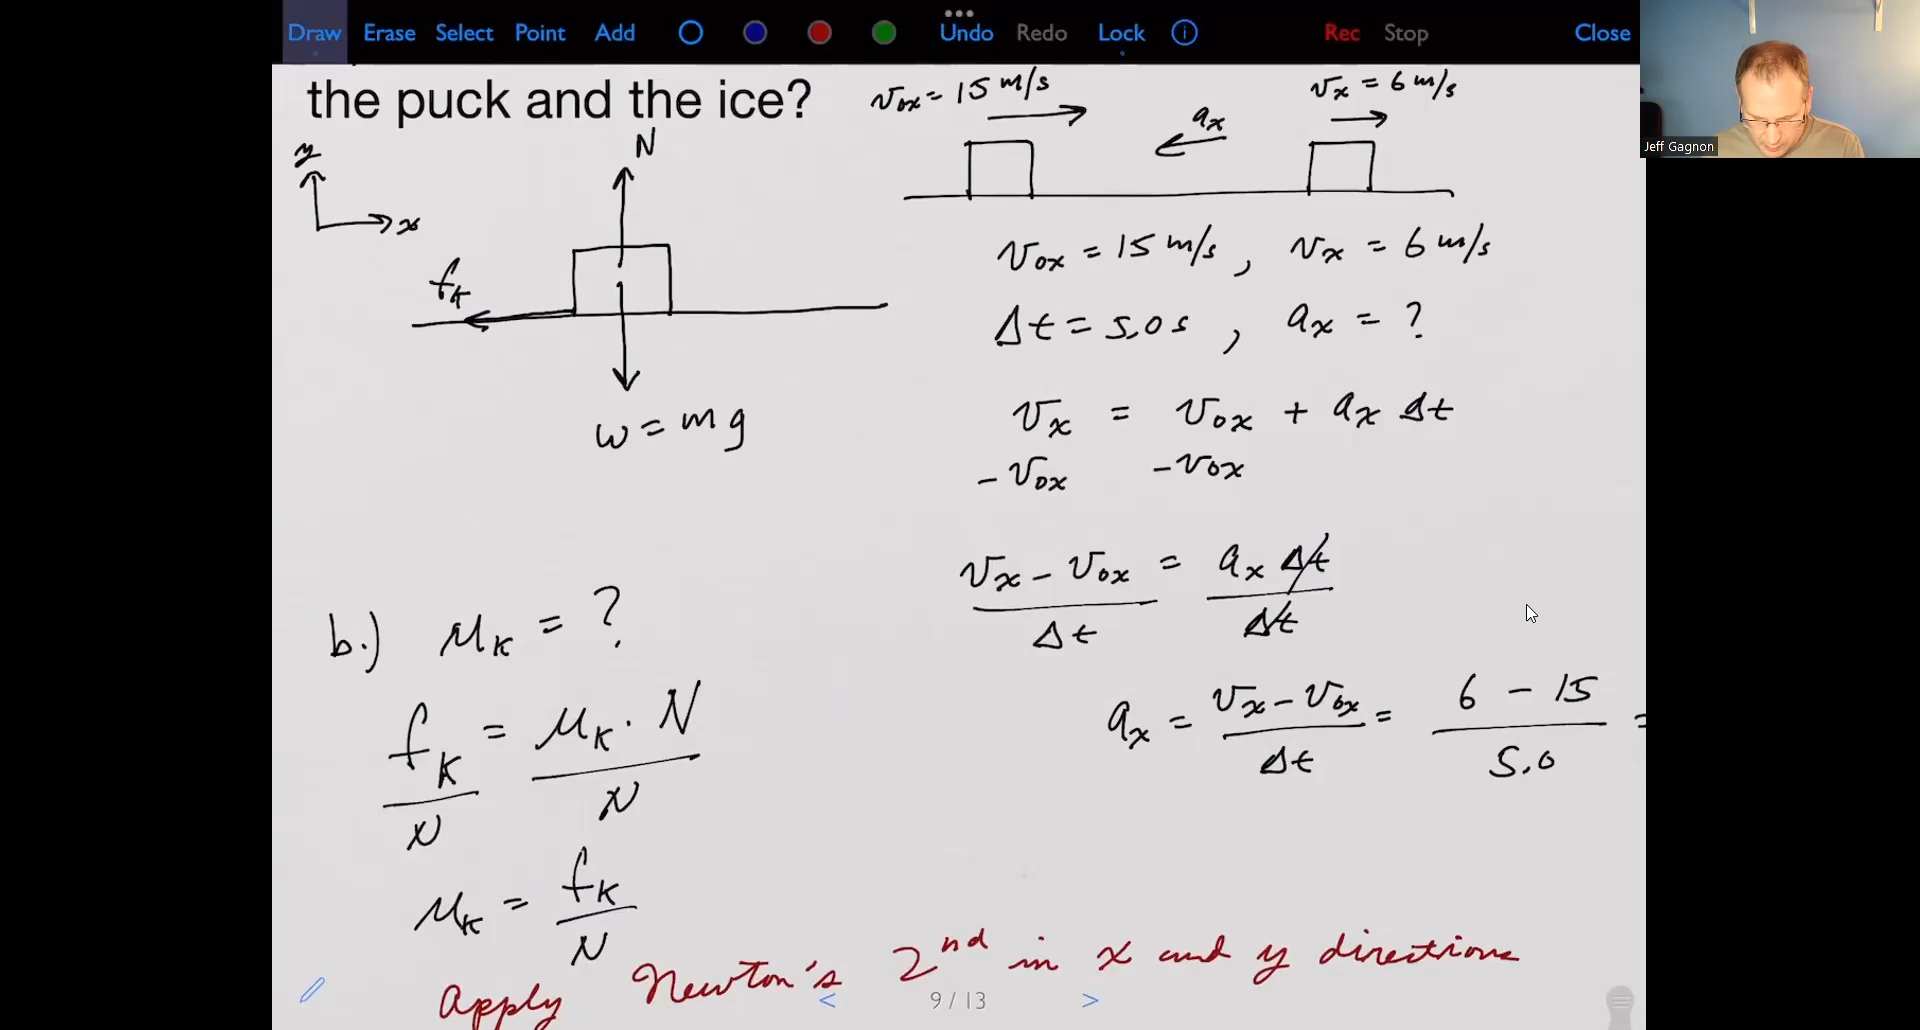 Draw Erase Select Point Add Undo Redo Lock Rec Stop Close
the puck and the ice?
v₀ₓ = 15 m/s
vₓ = 6 m/s
aₓ
Jeff Gagnon
N
y
x
fₖ
w = mg
v₀ₓ = 15 m/s , vₓ = 6 m/s
Δt = 5.0 s , aₓ = ?
vₓ = v₀ₓ + aₓ Δt
- v₀ₓ - v₀ₓ
vₓ - v₀ₓ = aₓ Δt
Δt Δt
aₓ = vₓ - v₀ₓ = 6 - 15 =
Δt 5.0
b.) μₖ = ?
fₖ = μₖ · N
N N
μₖ = fₖ
N
Apply Newton's 2nd in x and y directions
< 9 / 13 >